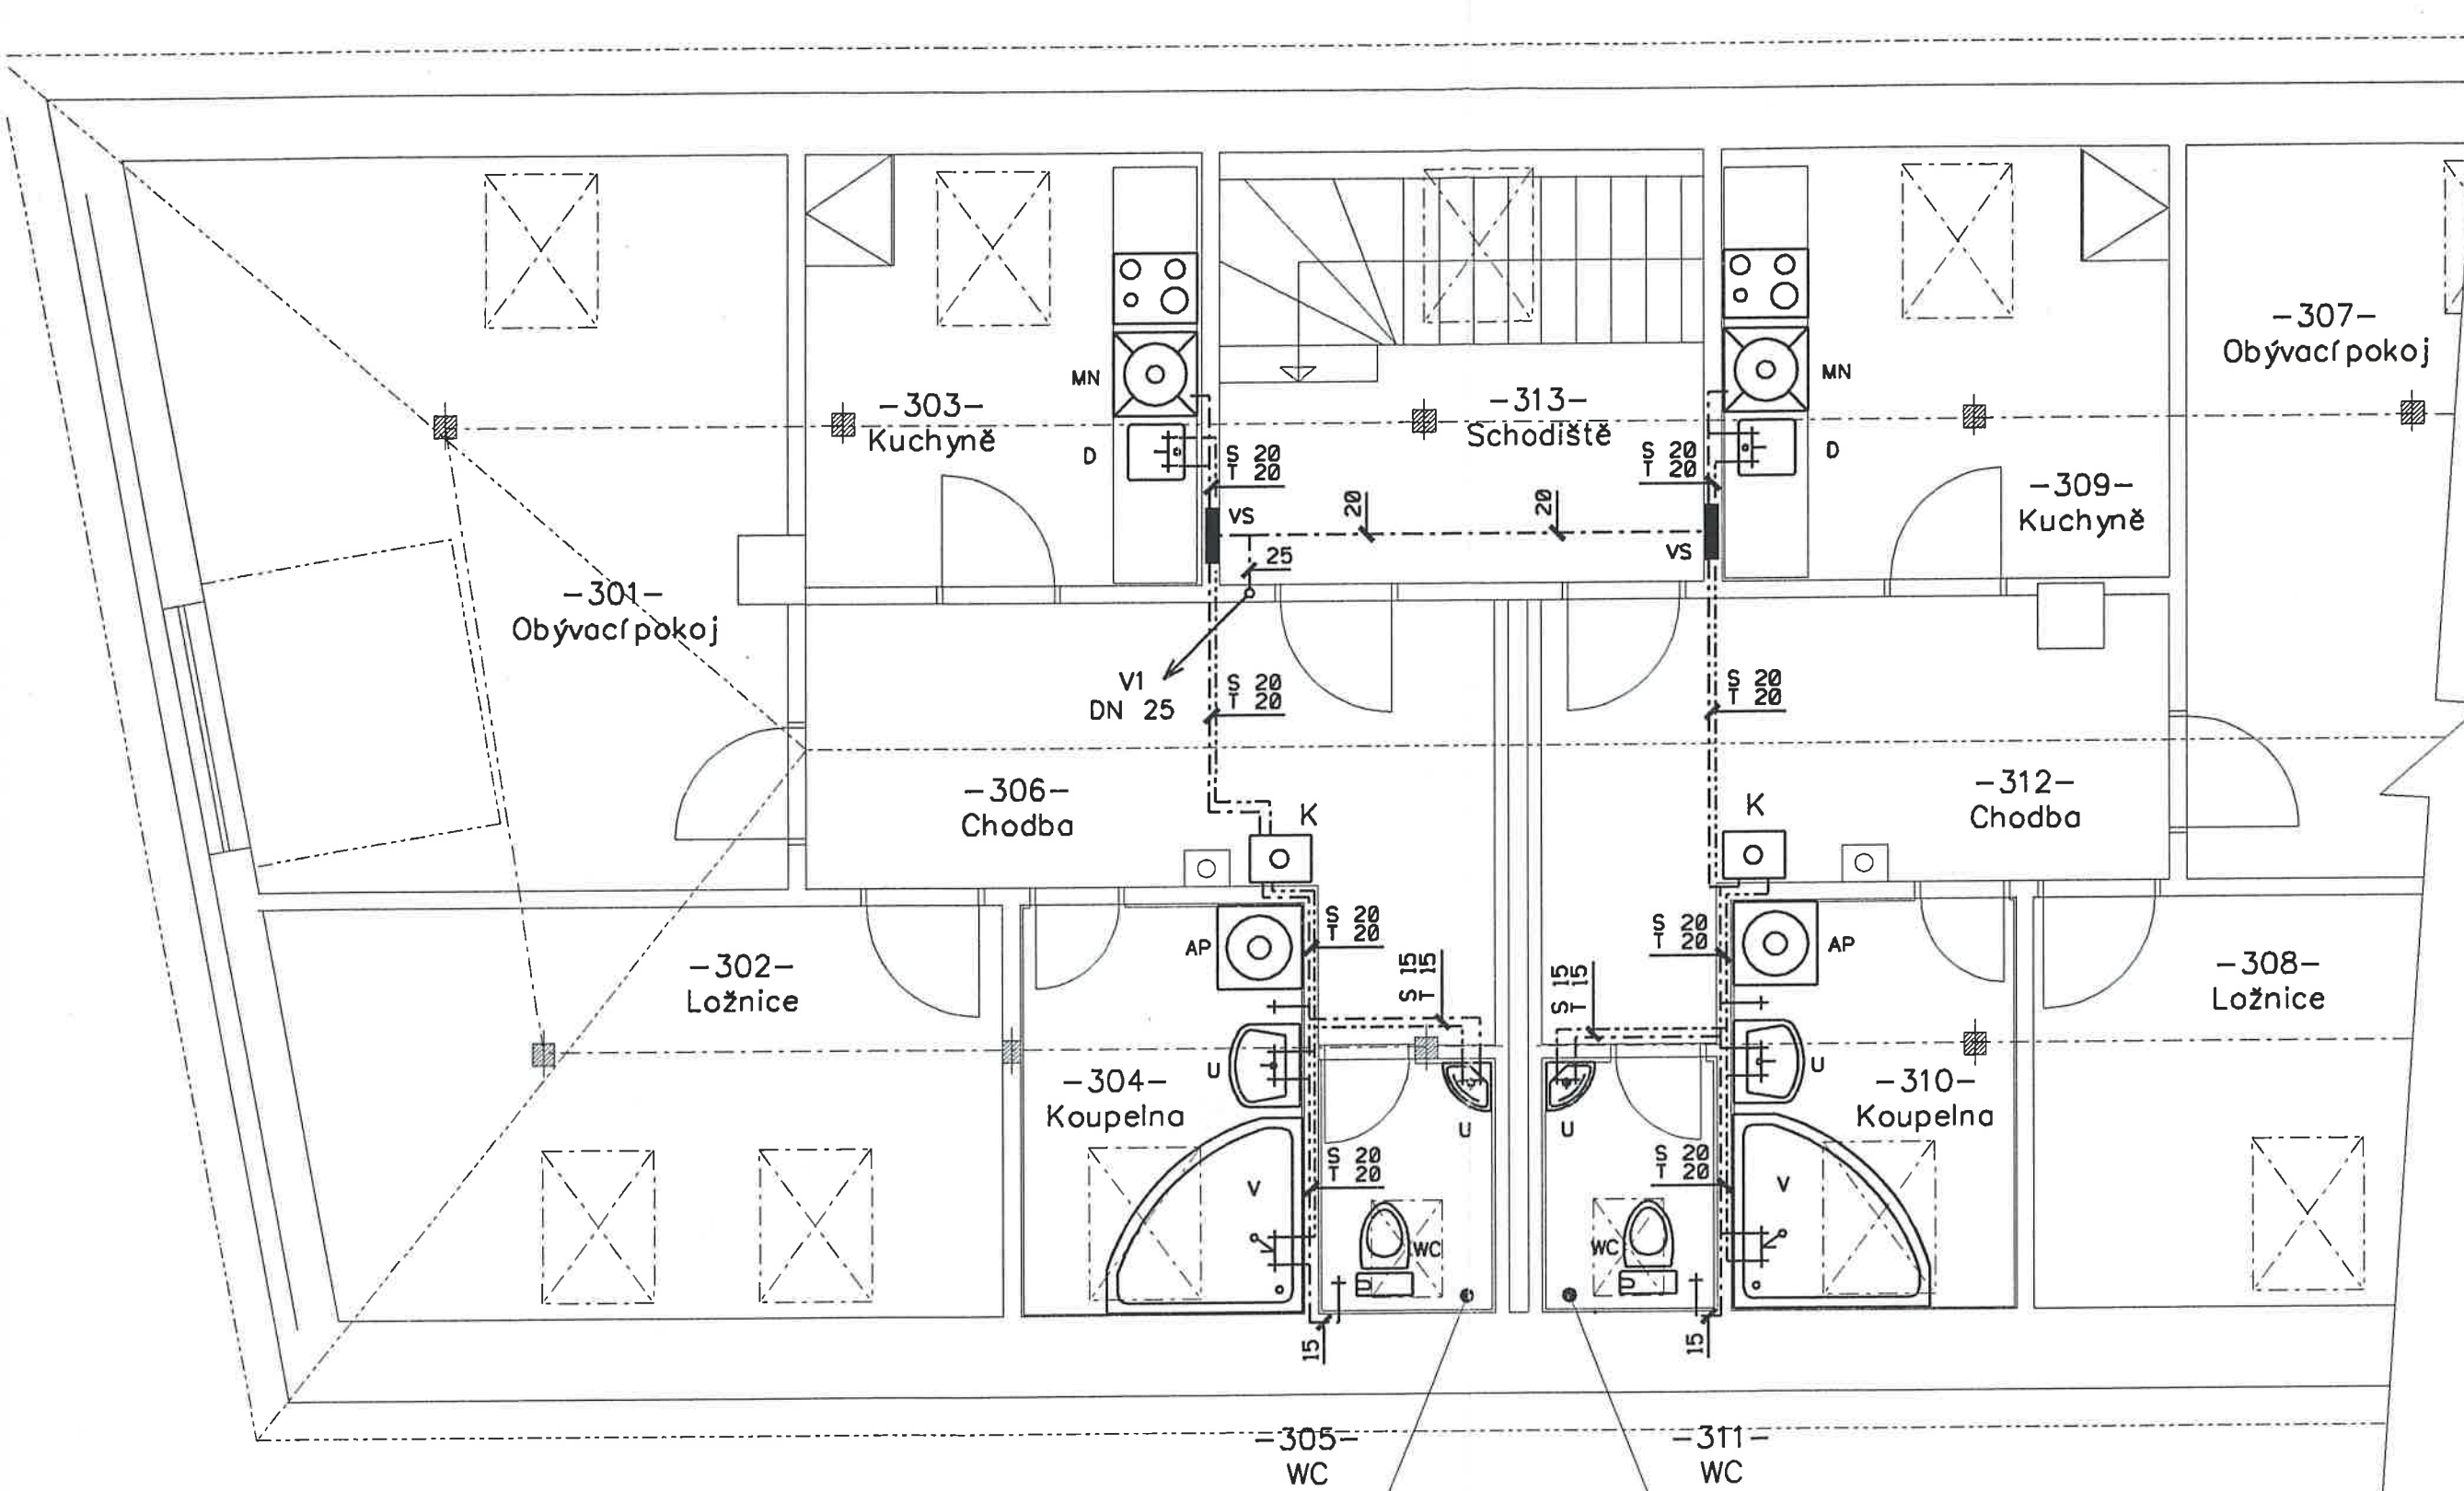 -307-
Obývací pokoj
MN
MN
-303-
Kuchyně
-313-
Schodiště
D
S 20
T 20
S 20
T 20
D
-309-
Kuchyně
VS
20
20
VS
25
-301-
Obývací pokoj
V1
DN 25
S 20
T 20
S 20
T 20
-306-
Chodba
K
K
-312-
Chodba
AP
S 20
T 20
S 20
T 20
AP
-302-
Ložnice
S 15
T 15
S 15
T 15
-308-
Ložnice
-304-
Koupelna
U
U
-310-
Koupelna
U
U
S 20
T 20
S 20
T 20
V
V
WC
WC
15
15
-305-
WC
-311-
WC